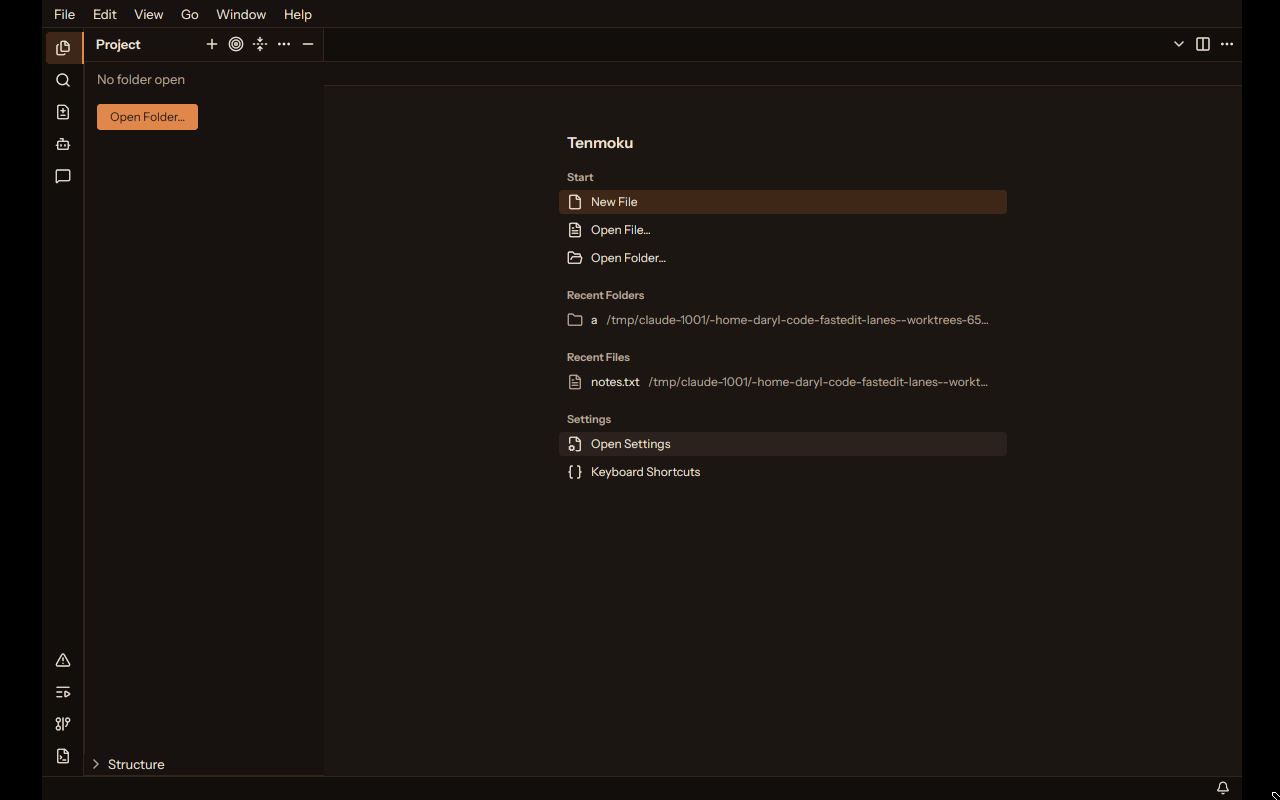 File Edit View Go Window Help
Project
No folder open
Open Folder...
Tenmoku
Start
New File
Open File...
Open Folder...
Recent Folders
a /tmp/claude-1001/-home-daryl-code-fastedit-lanes--worktrees-65...
Recent Files
notes.txt /tmp/claude-1001/-home-daryl-code-fastedit-lanes--workt...
Settings
Open Settings
Keyboard Shortcuts
Structure